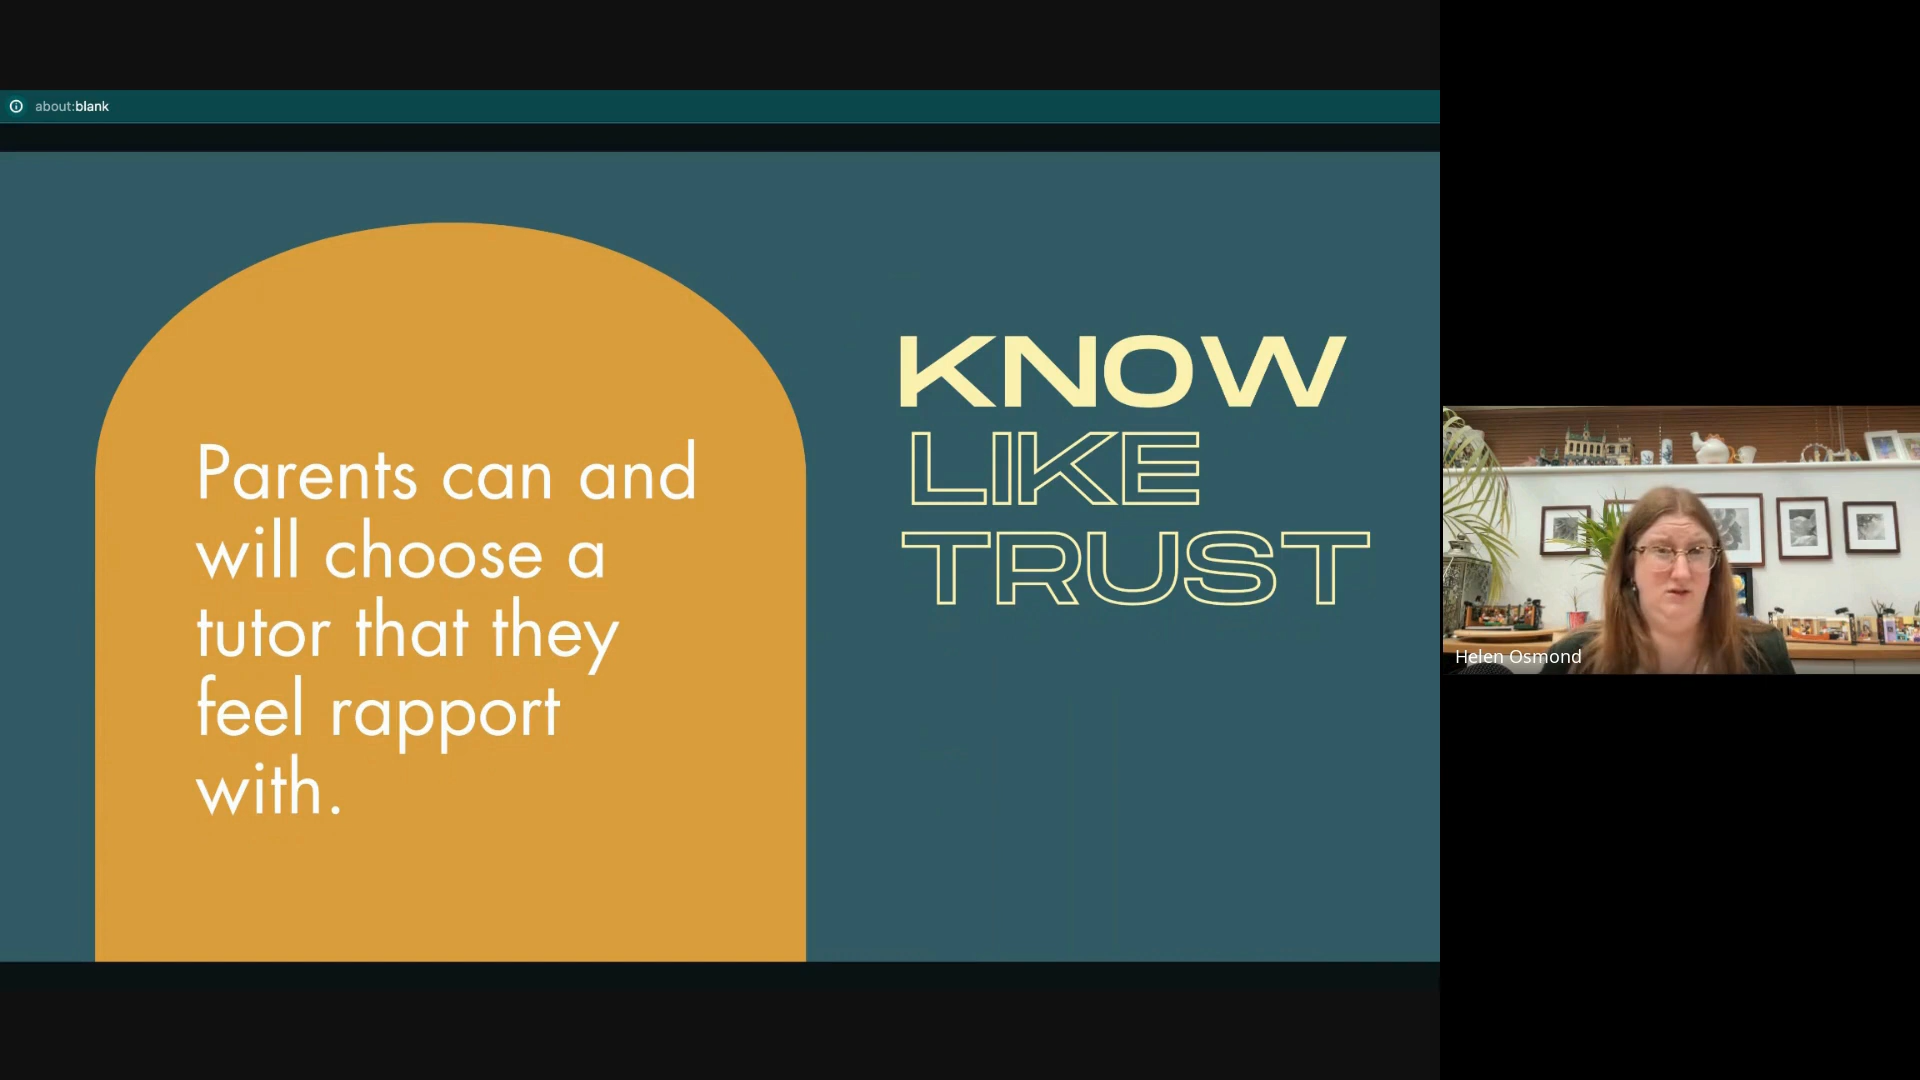 about:blank
Parents can and
will choose a
tutor that they
feel rapport
with.
KNOW
LIKE
TRUST
Helen Osmond